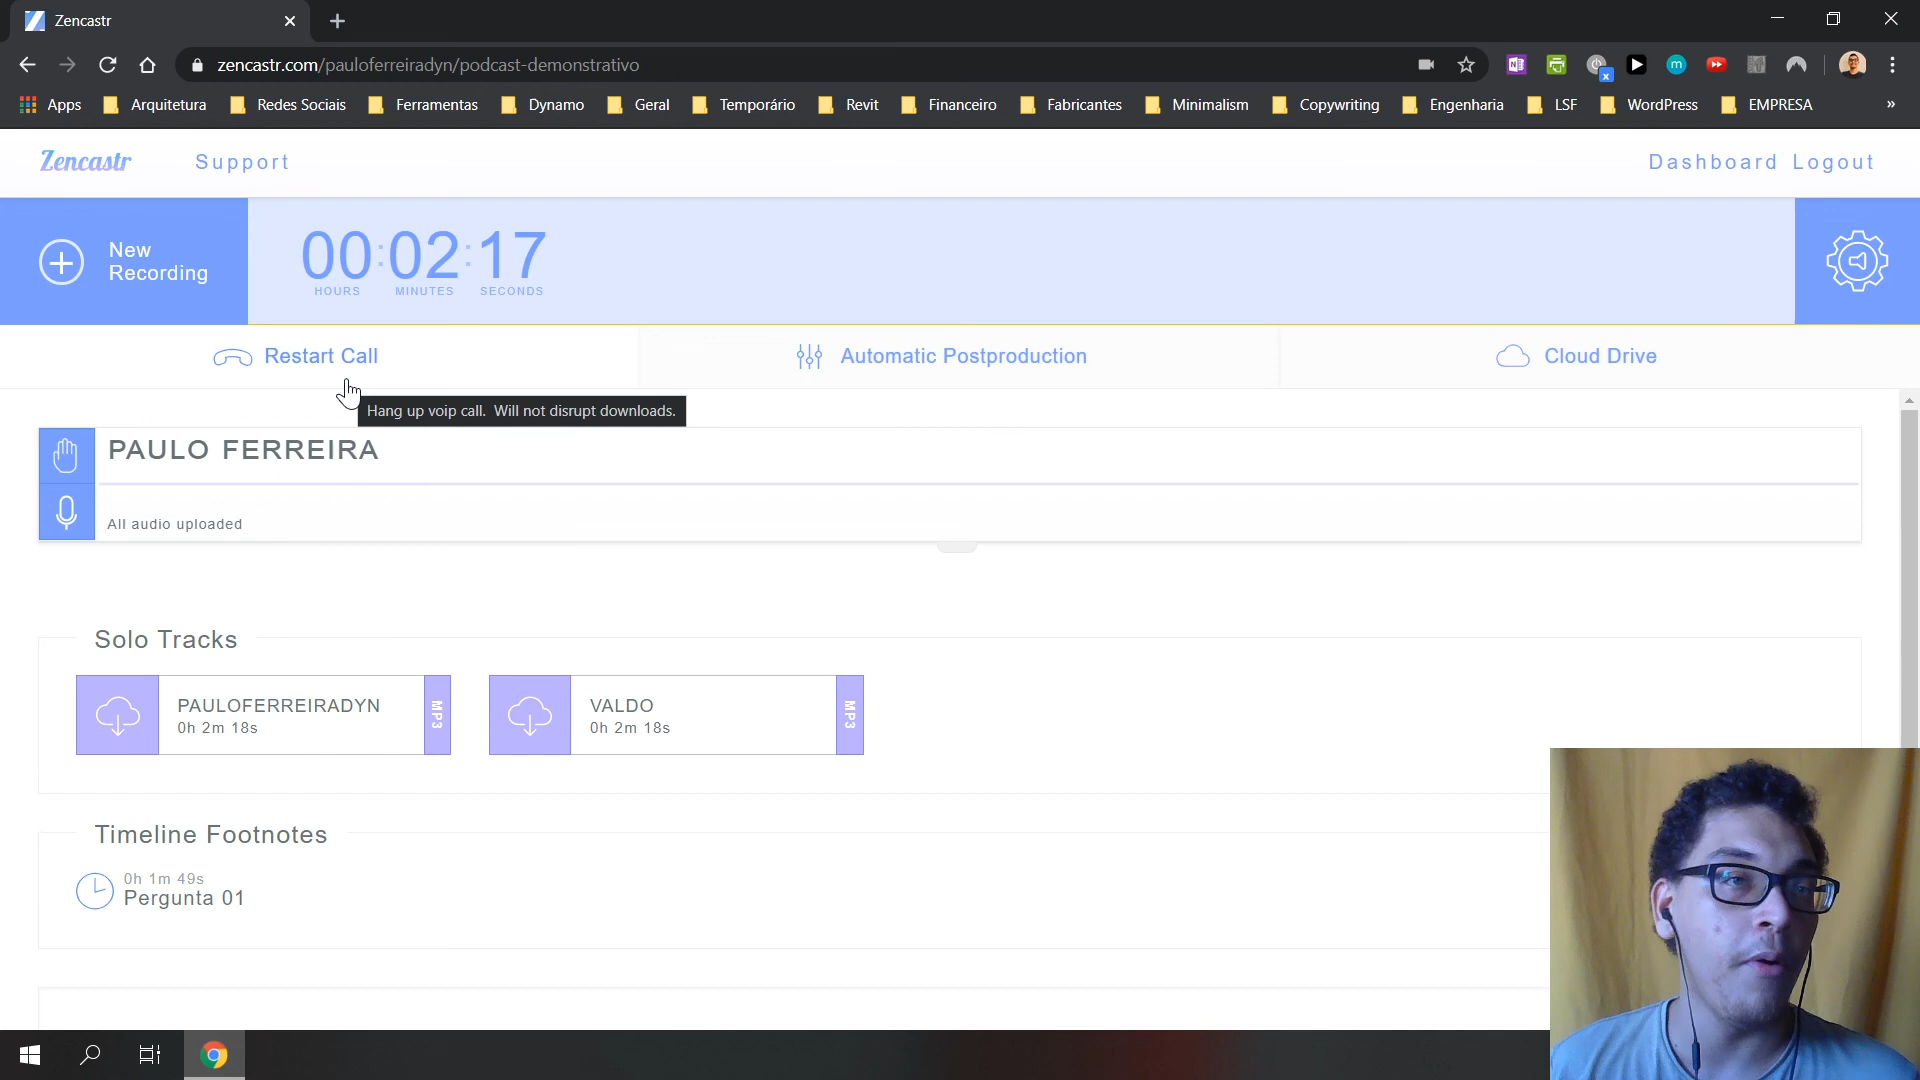 Zencastr
zencastr.com/pauloferreiradyn/podcast-demonstrativo
Apps Arquitetura Redes Sociais Ferramentas Dynamo Geral Temporário Revit Financeiro Fabricantes Minimalism Copywriting Engenharia LSF WordPress EMPRESA »
Zencastr Support Dashboard Logout
New
Recording
00:02:17
HOURS MINUTES SECONDS
Restart Call Automatic Postproduction Cloud Drive
Hang up voip call. Will not disrupt downloads.
PAULO FERREIRA
All audio uploaded
Solo Tracks
PAULOFERREIRADYN
0h 2m 18s
MP3
VALDO
0h 2m 18s
MP3
Timeline Footnotes
0h 1m 49s
Pergunta 01